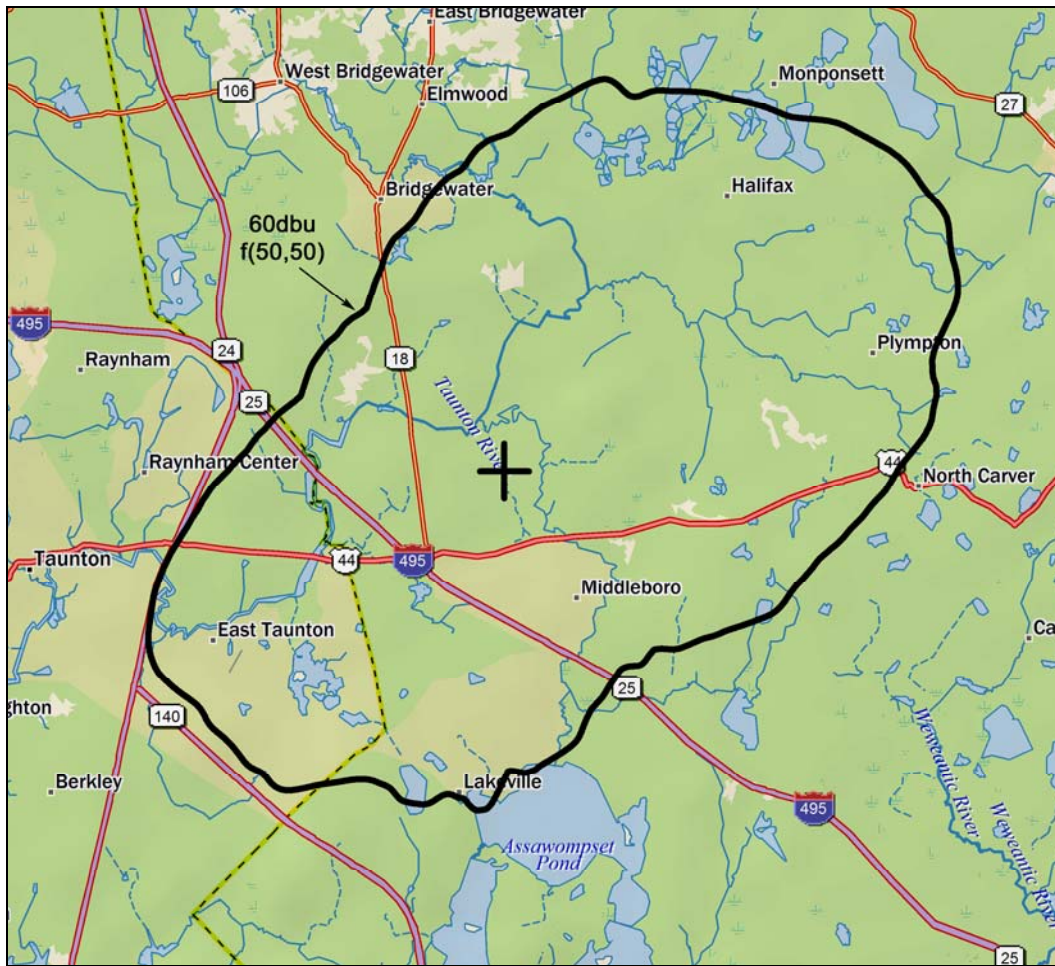 East Bridgewater
West Bridgewater
Monponsett
106
Elmwood
27
Bridgewater
Halifax
60dbu
f(50,50)
495
24
Raynham
18
Plympton
25
Taunton River
Raynham Center
44
North Carver
Taunton
44
495
Middleboro
East Taunton
Ca
25
ghton
140
Weweantic River
Berkley
Lakeville
495
Weweantic River
Assawompset
Pond
25